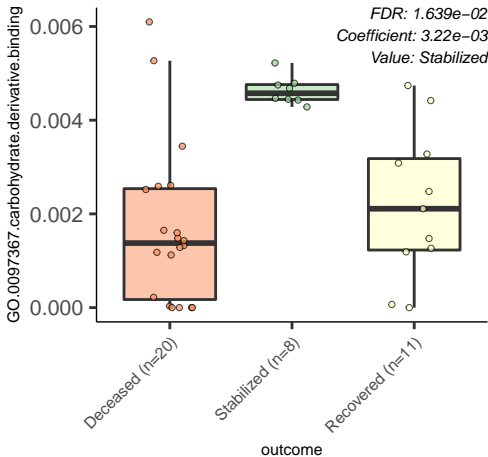 FDR: 1.639e−02
Coefficient: 3.22e−03
Value: Stabilized
GO.0097367.carbohydrate.derivative.binding
0.006
0.004
0.002
0.000
Deceased (n=20)
Stabilized (n=8)
Recovered (n=11)
outcome